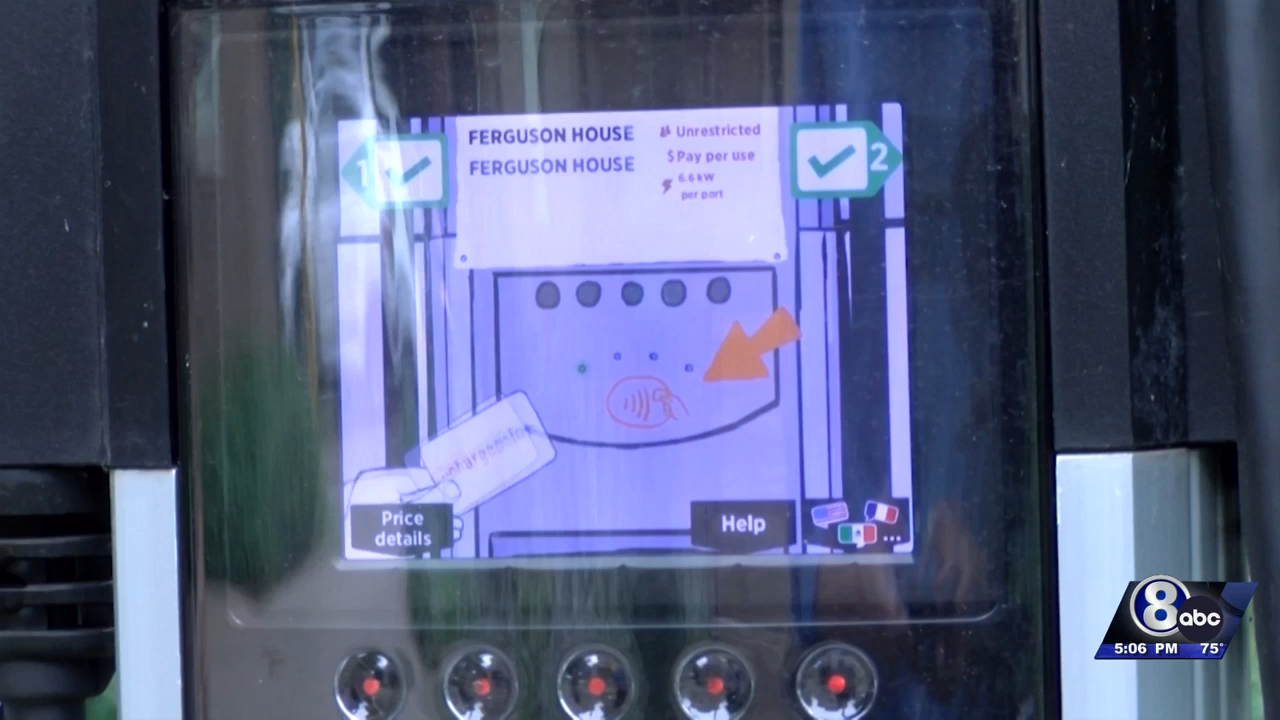 FERGUSON HOUSE
FERGUSON HOUSE
Unrestricted
$ Pay per use
6.6 kW
per port
1
2
Price
details
Help
...
8 abc
5:06 PM 75°